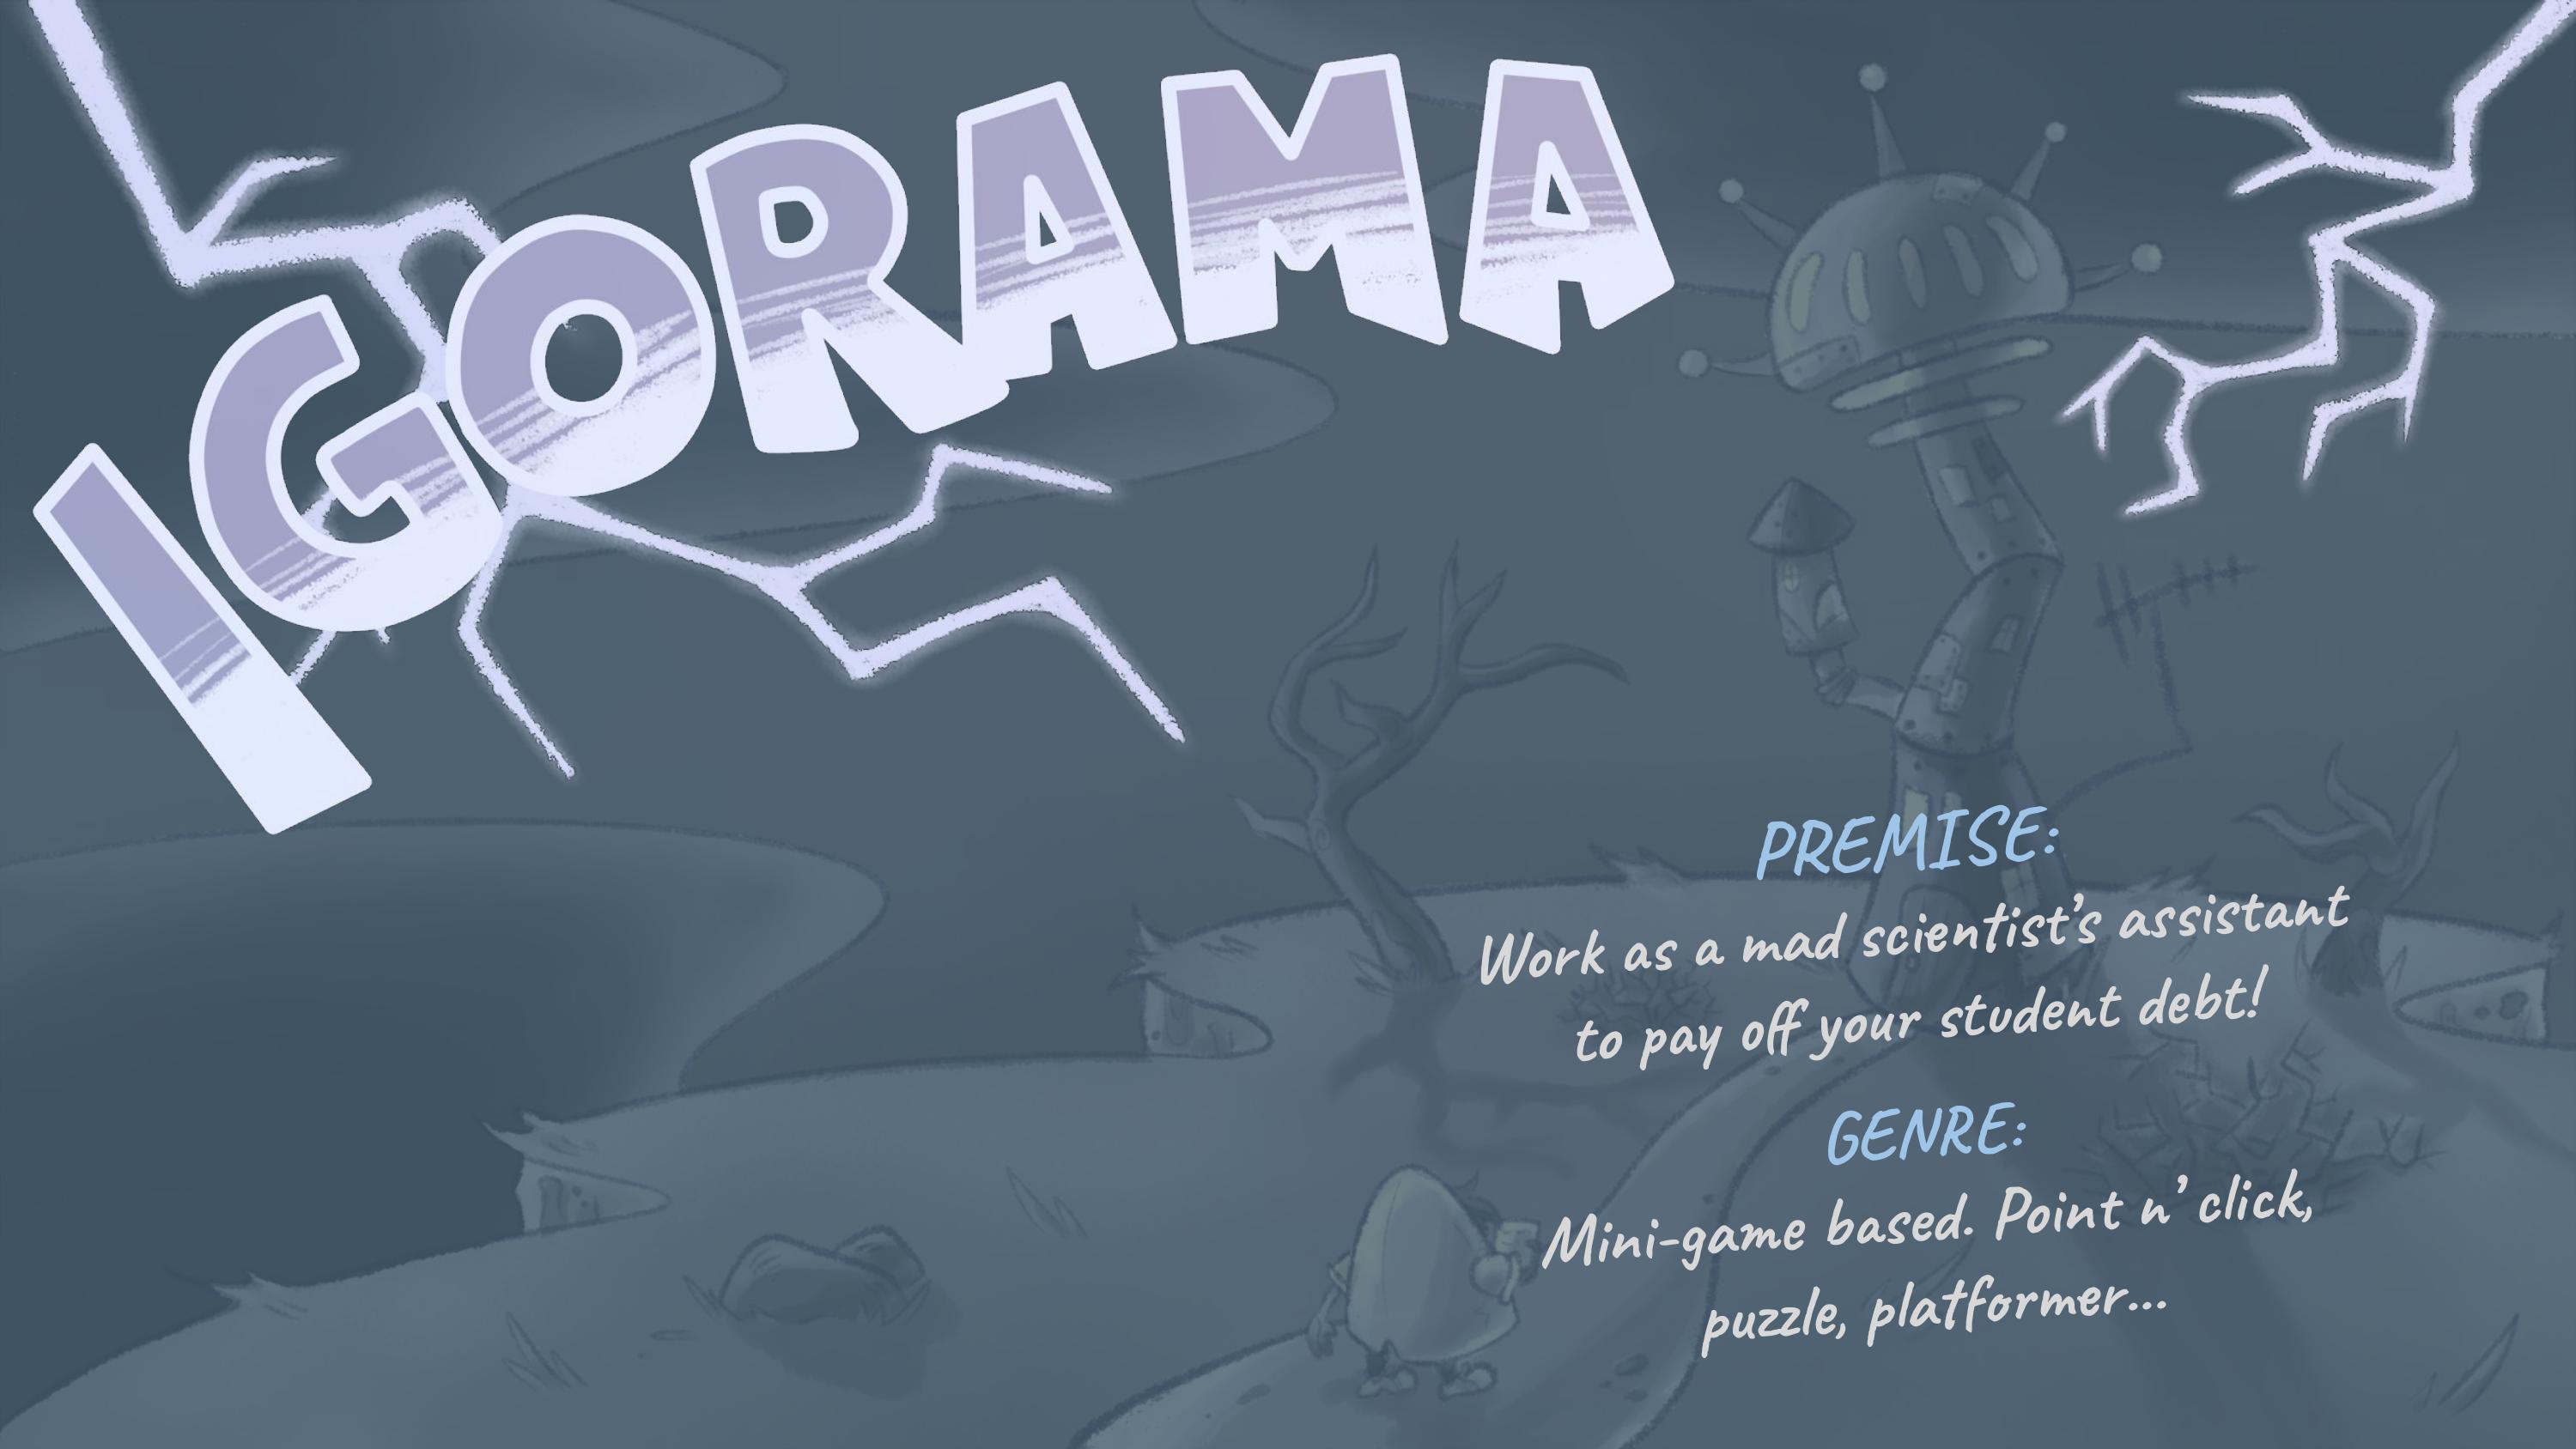 IGORAMA
PREMISE:
Work as a mad scientist's assistant
to pay off your student debt!
GENRE:
Mini-game based. Point n' click,
puzzle, platformer...